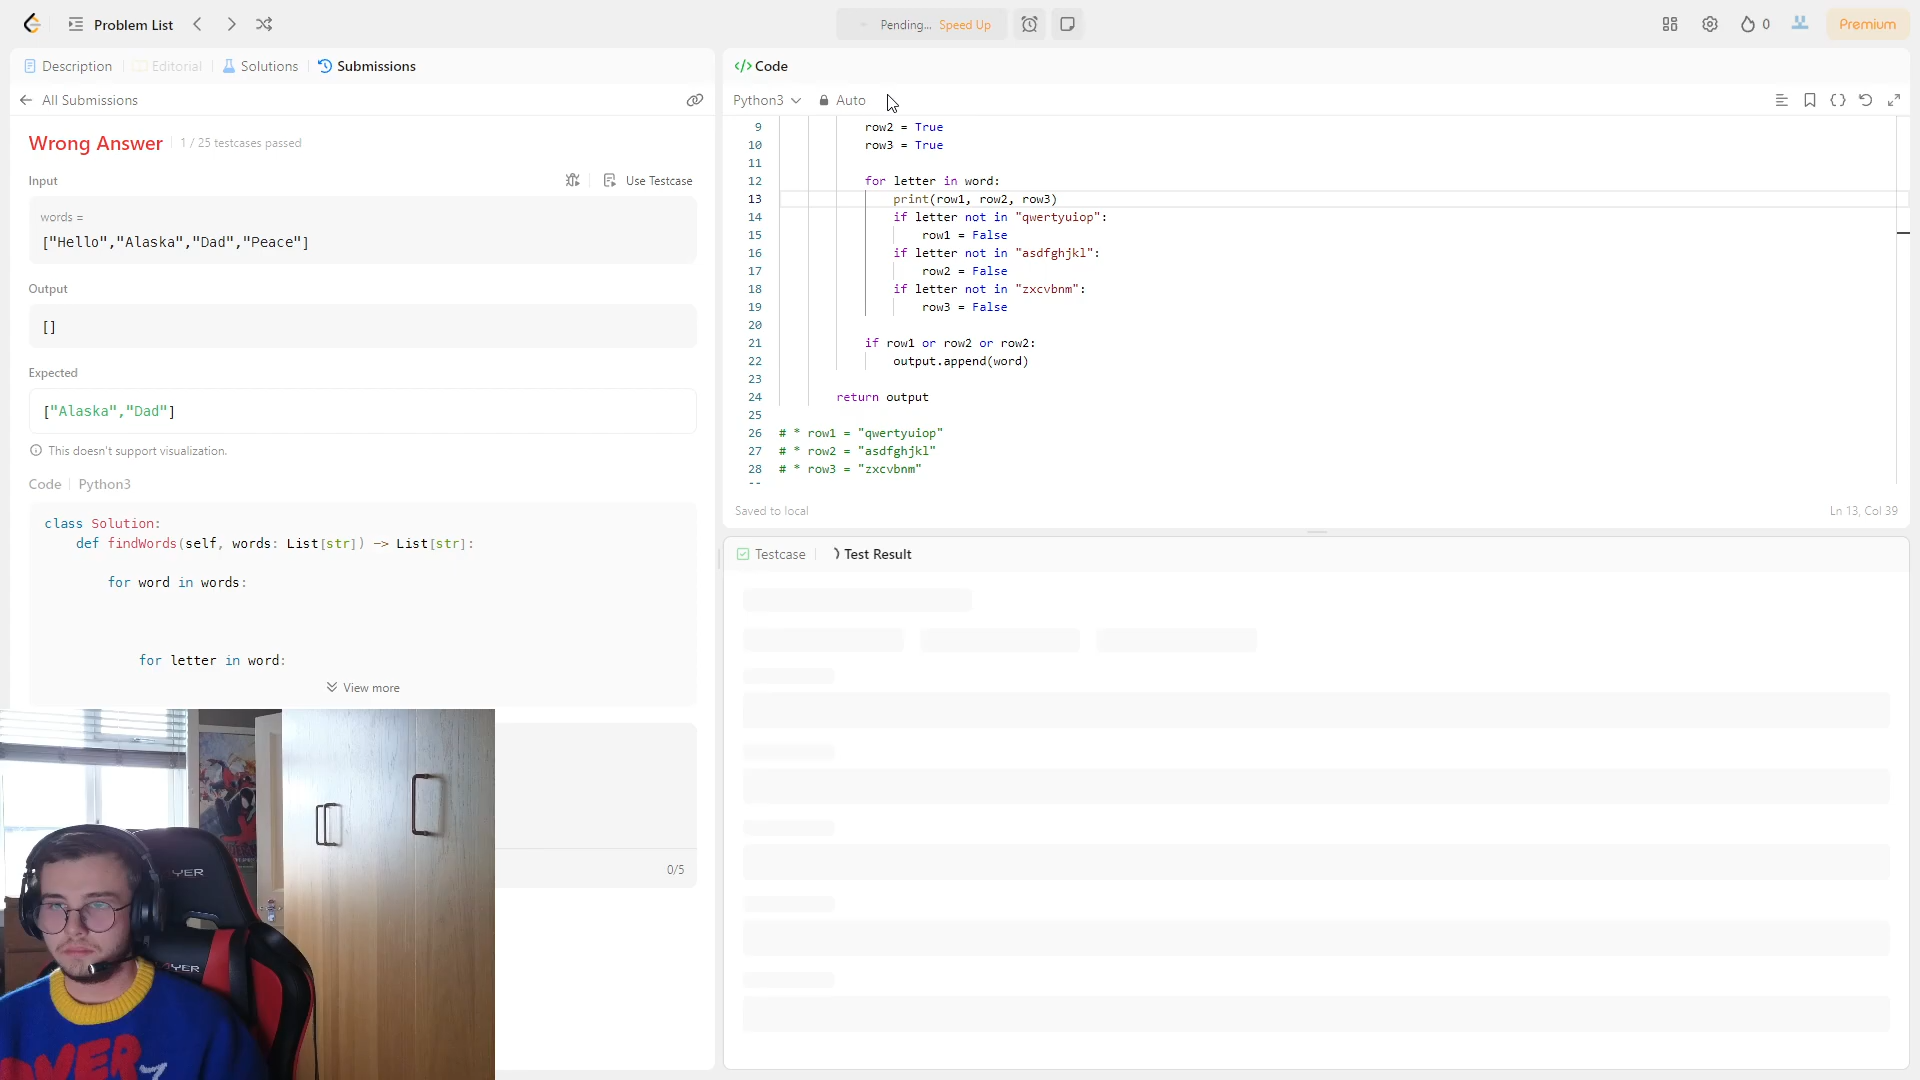 Problem List
Pending... Speed Up
0
Premium
Description
Editorial
Solutions
Submissions
All Submissions
Wrong Answer
1 / 25 testcases passed
Input
Use Testcase
words =
["Hello","Alaska","Dad","Peace"]
Output
[]
Expected
["Alaska","Dad"]
This doesn't support visualization.
Code
Python3
class Solution:
def findWords(self, words: List[str]) -> List[str]:
for word in words:
for letter in word:
View more
0/5
</> Code
Python3
Auto
9 row2 = True
10 row3 = True
11
12 for letter in word:
13 print(row1, row2, row3)
14 if letter not in "qwertyuiop":
15 row1 = False
16 if letter not in "asdfghjkl":
17 row2 = False
18 if letter not in "zxcvbnm":
19 row3 = False
20
21 if row1 or row2 or row2:
22 output.append(word)
23
24 return output
25
26 # * row1 = "qwertyuiop"
27 # * row2 = "asdfghjkl"
28 # * row3 = "zxcvbnm"
Saved to local
Ln 13, Col 39
Testcase
Test Result